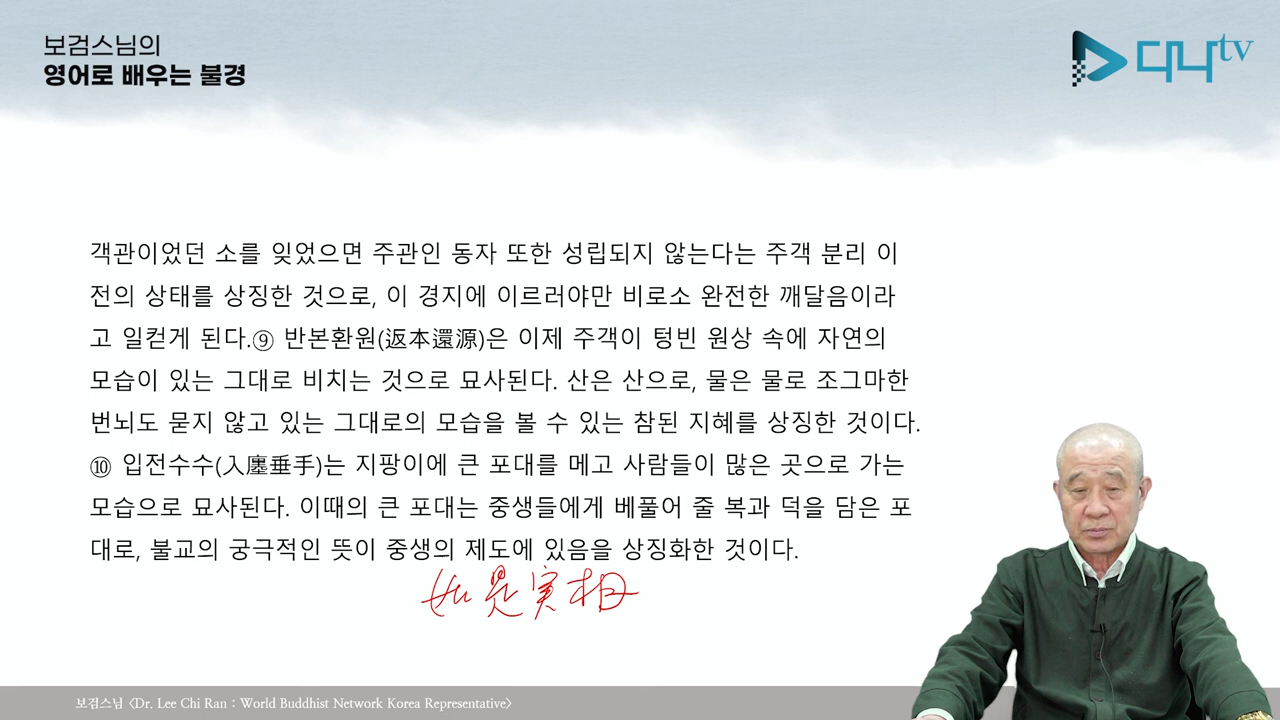 보검스님의
영어로 배우는 불경
디나tv
객관이었던 소를 잊었으면 주관인 동자 또한 성립되지 않는다는 주객 분리 이
전의 상태를 상징한 것으로, 이 경지에 이르러야만 비로소 완전한 깨달음이라
고 일컫게 된다.⑨ 반본환원(返本還源)은 이제 주객이 텅빈 원상 속에 자연의
모습이 있는 그대로 비치는 것으로 묘사된다. 산은 산으로, 물은 물로 조그마한
번뇌도 묻지 않고 있는 그대로의 모습을 볼 수 있는 참된 지혜를 상징한 것이다.
⑩ 입전수수(入廛垂手)는 지팡이에 큰 포대를 메고 사람들이 많은 곳으로 가는
모습으로 묘사된다. 이때의 큰 포대는 중생들에게 베풀어 줄 복과 덕을 담은 포
대로, 불교의 궁극적인 뜻이 중생의 제도에 있음을 상징화한 것이다.
如是実相
보검스님 <Dr. Lee Chi Ran : World Buddhist Network Korea Representative>